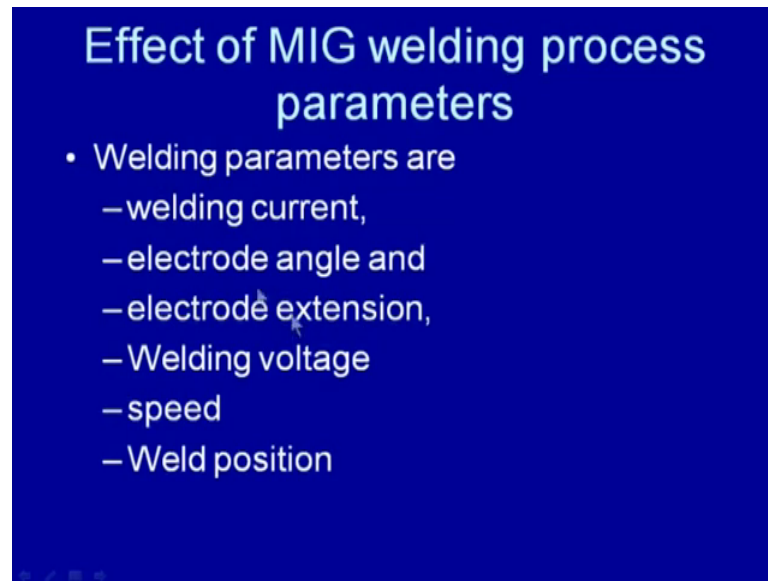 Effect of MIG welding process
parameters
• Welding parameters are
–welding current,
–electrode angle and
–electrode extension,
–Welding voltage
–speed
–Weld position